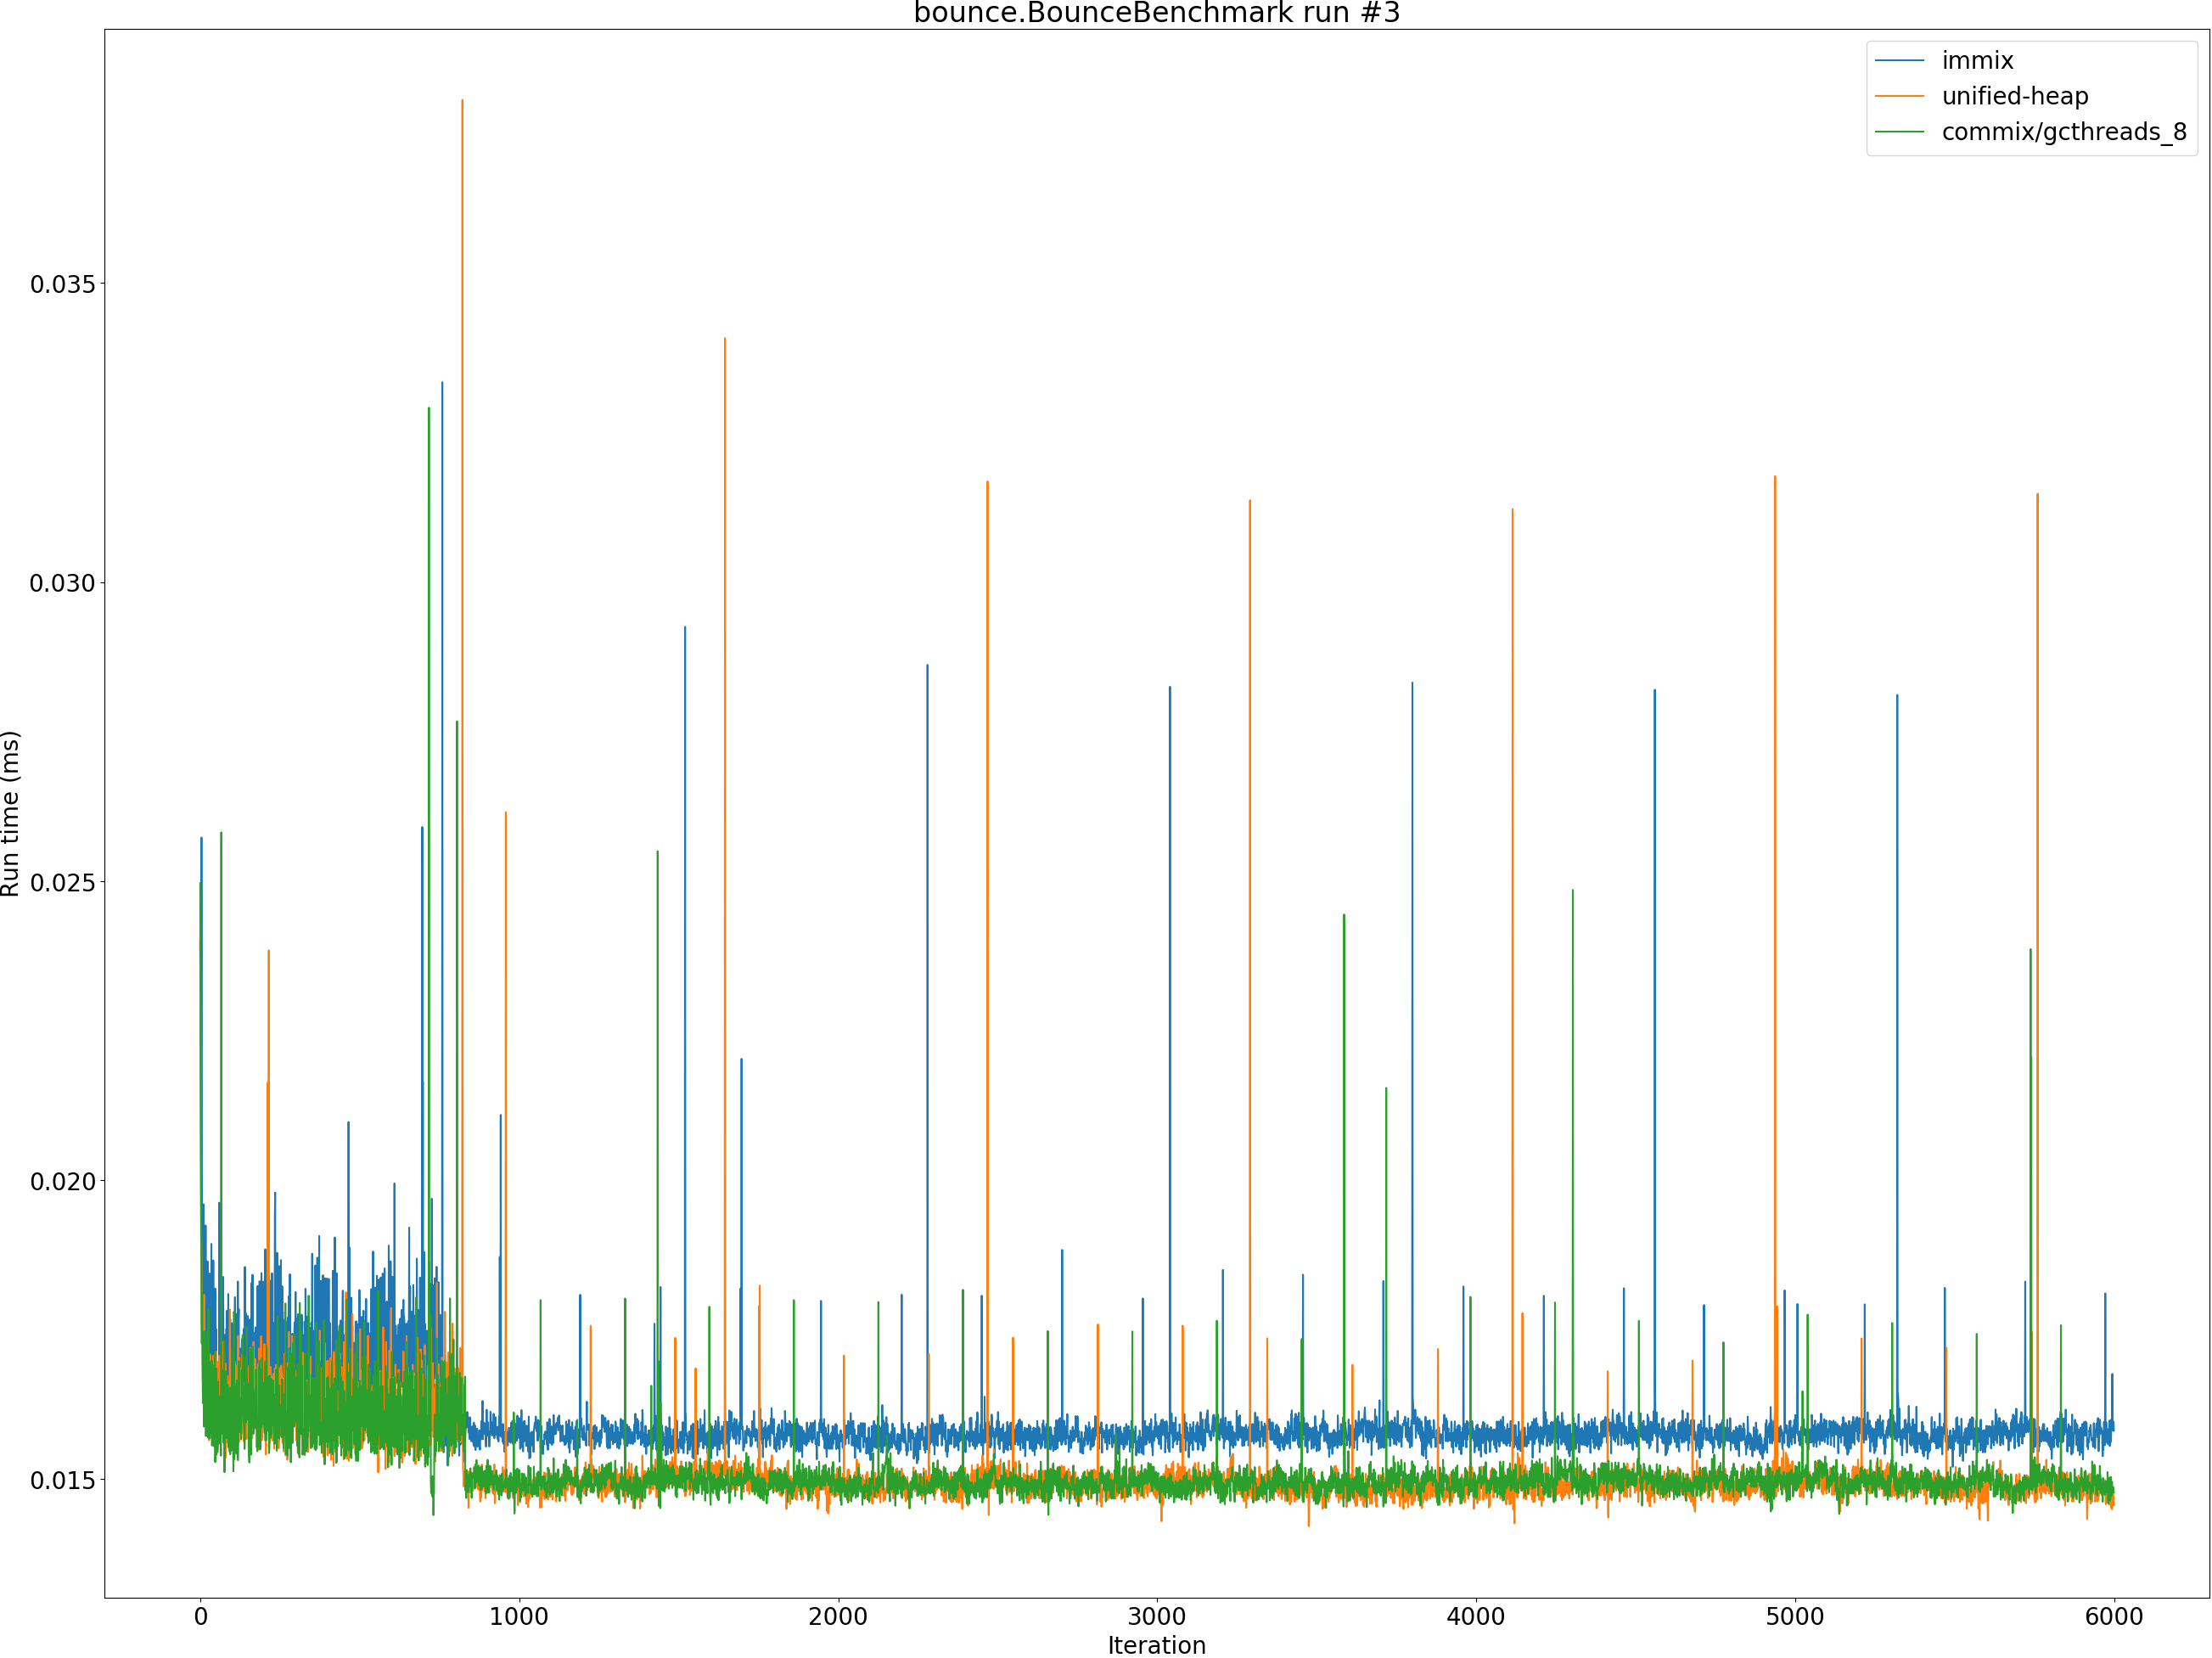 bounce.BounceBenchmark run #3
immix
unified-heap
commix/gcthreads_8
Run time (ms)
0.035
0.030
0.025
0.020
0.015
0 1000 2000 3000 4000 5000 6000
Iteration